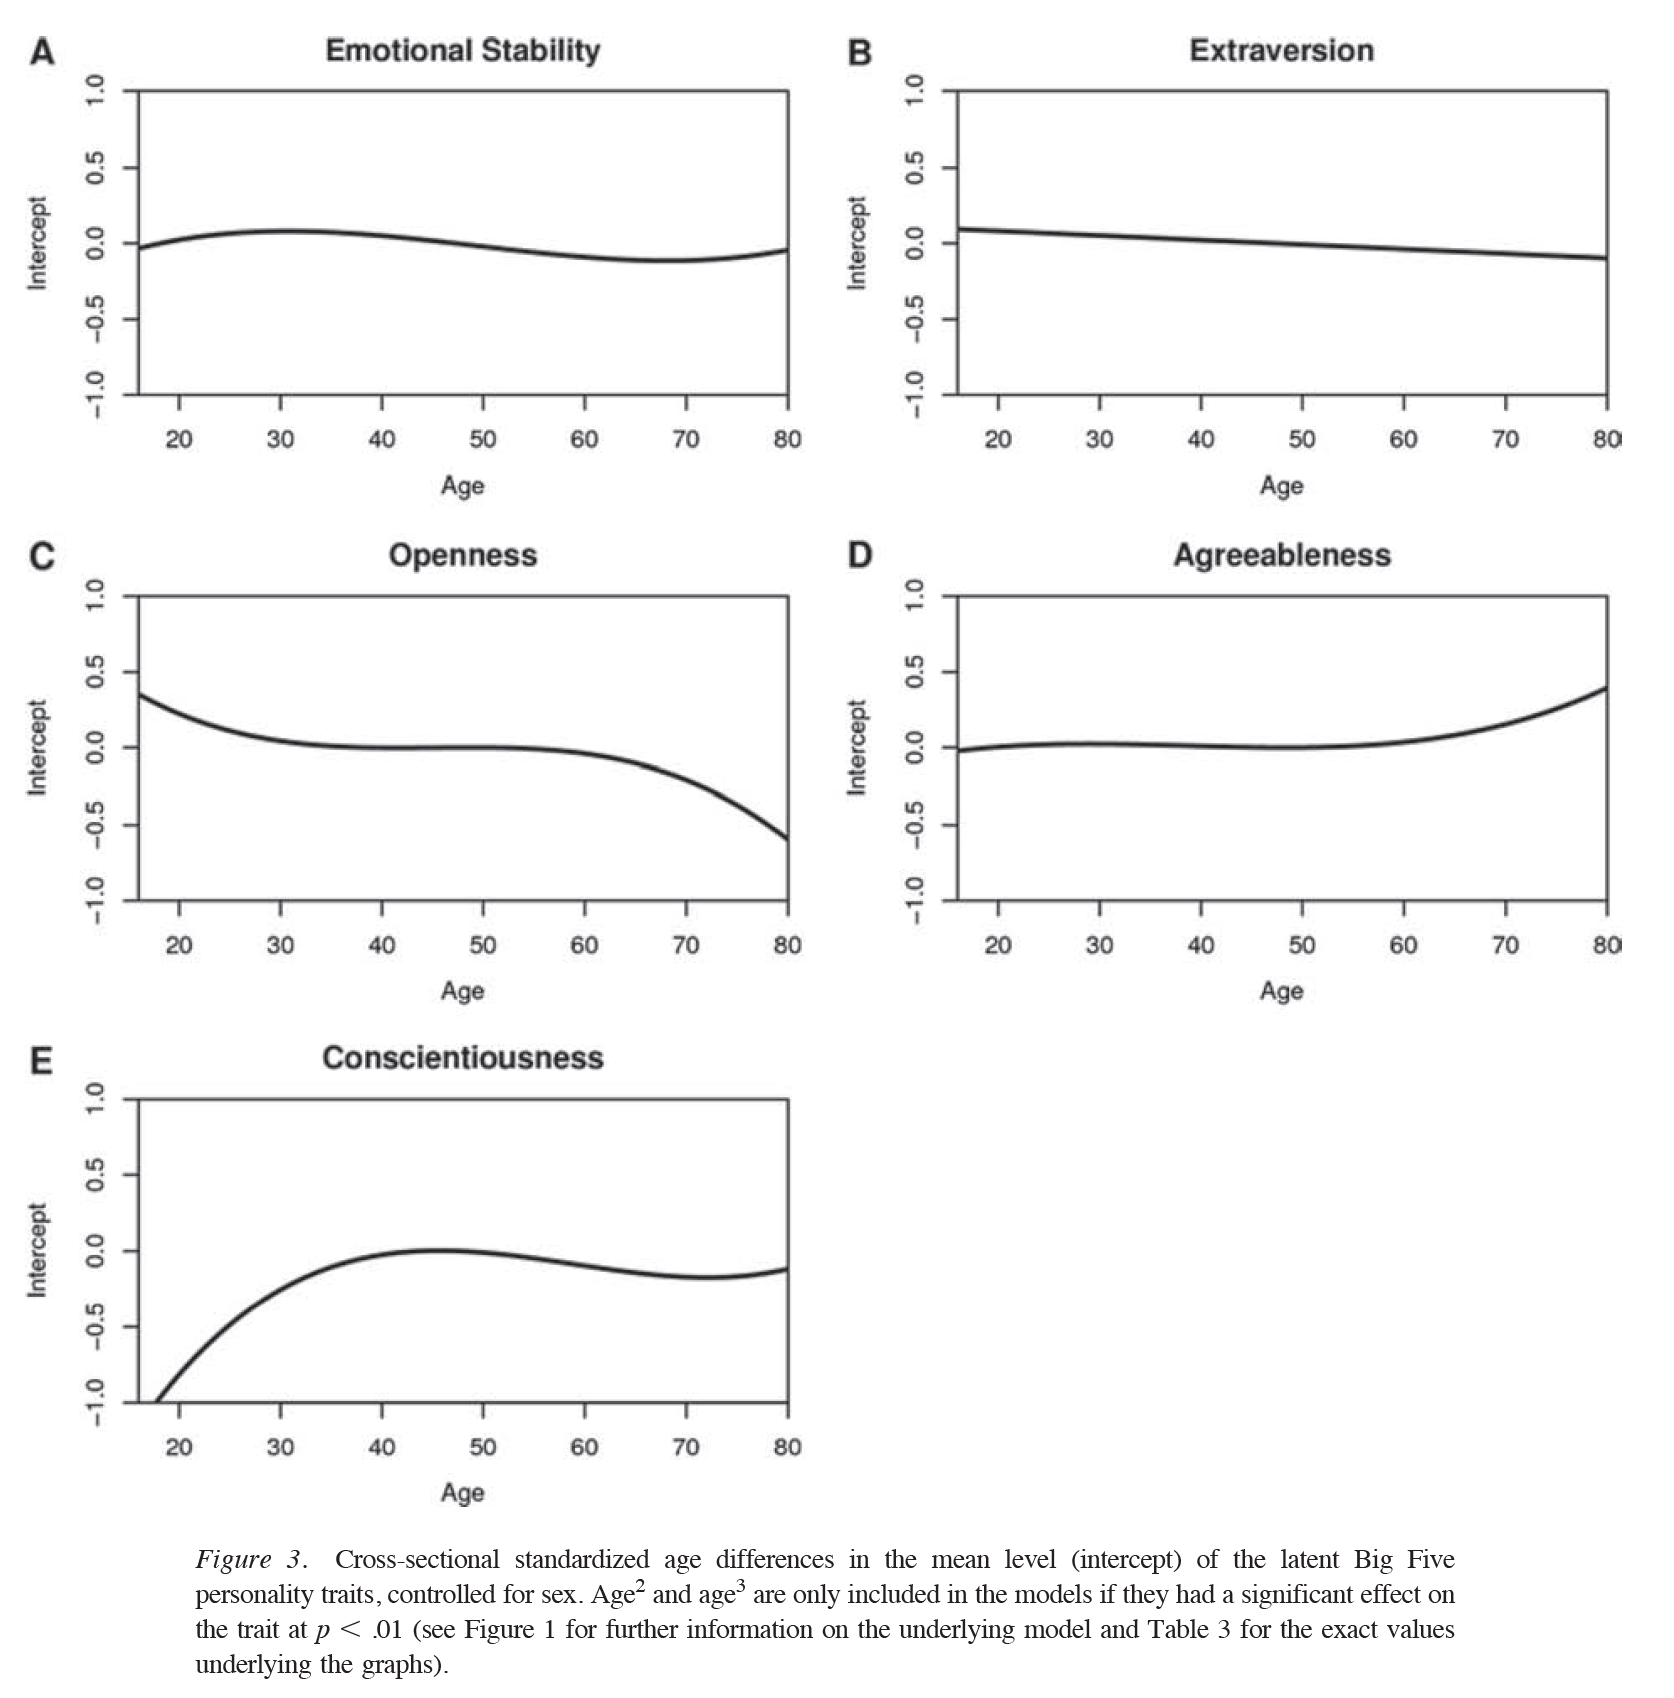 A Emotional Stability
1.0
0.5
0.0
−0.5
−1.0
Intercept
20 30 40 50 60 70 80
Age
B Extraversion
1.0
0.5
0.0
−0.5
−1.0
Intercept
20 30 40 50 60 70 80
Age
C Openness
1.0
0.5
0.0
−0.5
−1.0
Intercept
20 30 40 50 60 70 80
Age
D Agreeableness
1.0
0.5
0.0
−0.5
−1.0
Intercept
20 30 40 50 60 70 80
Age
E Conscientiousness
1.0
0.5
0.0
−0.5
−1.0
Intercept
20 30 40 50 60 70 80
Age
Figure 3. Cross-sectional standardized age differences in the mean level (intercept) of the latent Big Five
personality traits, controlled for sex. Age² and age³ are only included in the models if they had a significant effect on
the trait at p < .01 (see Figure 1 for further information on the underlying model and Table 3 for the exact values
underlying the graphs).